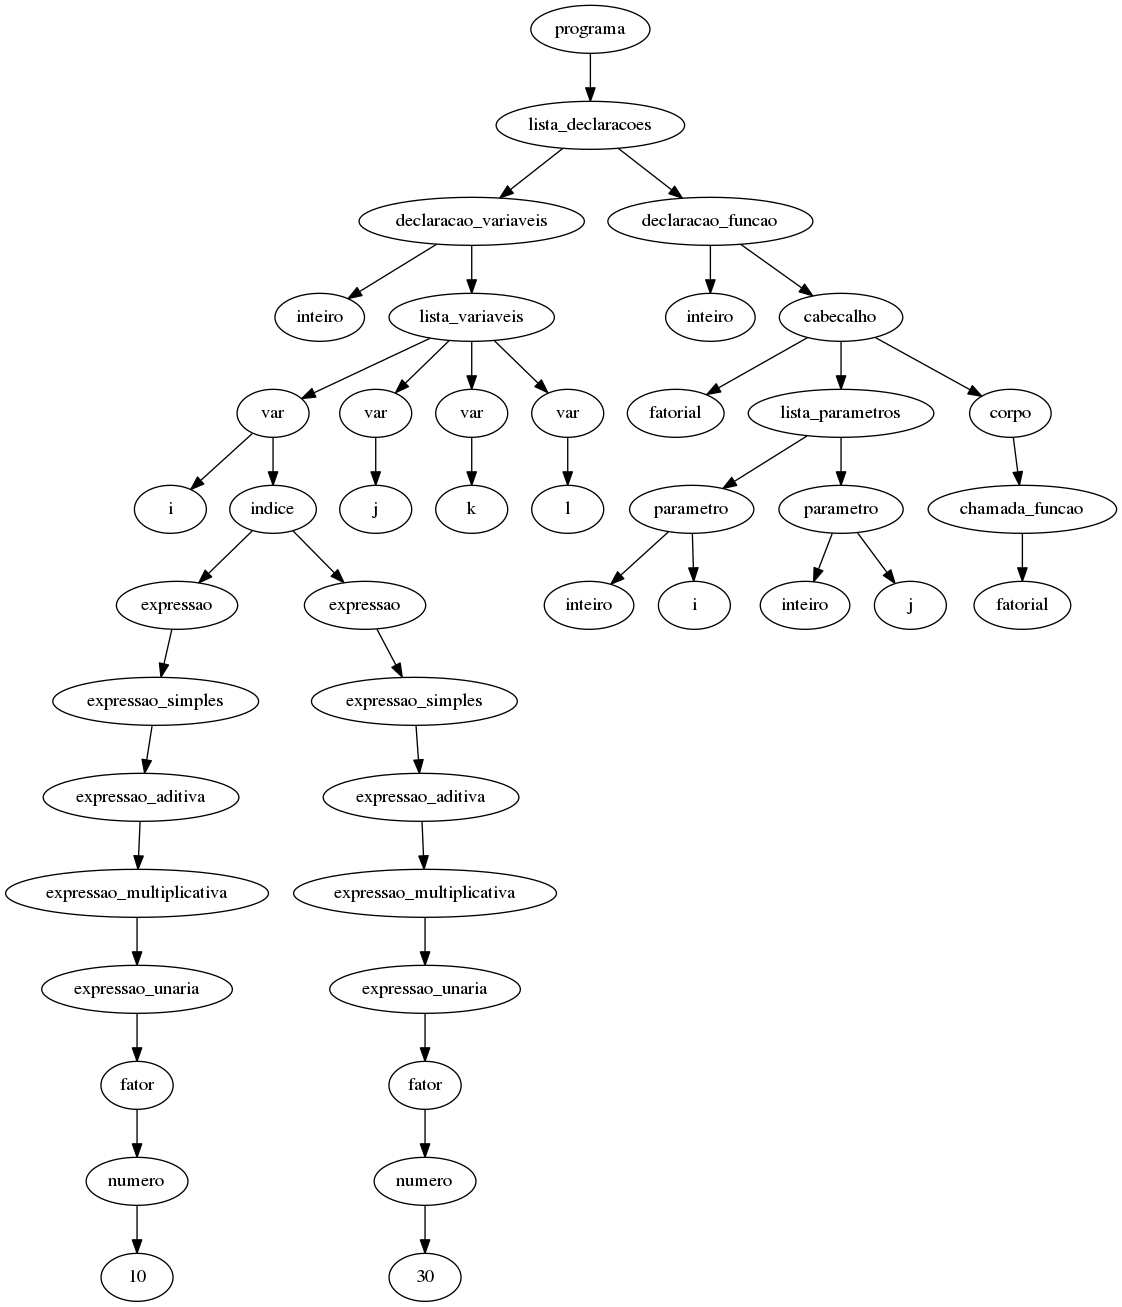 programa
lista_declaracoes
declaracao_variaveis
declaracao_funcao
inteiro
lista_variaveis
inteiro
cabecalho
var
var
var
var
fatorial
lista_parametros
corpo
i
indice
j
k
l
parametro
parametro
chamada_funcao
expressao
expressao
inteiro
i
inteiro
j
fatorial
expressao_simples
expressao_simples
expressao_aditiva
expressao_aditiva
expressao_multiplicativa
expressao_multiplicativa
expressao_unaria
expressao_unaria
fator
fator
numero
numero
10
30